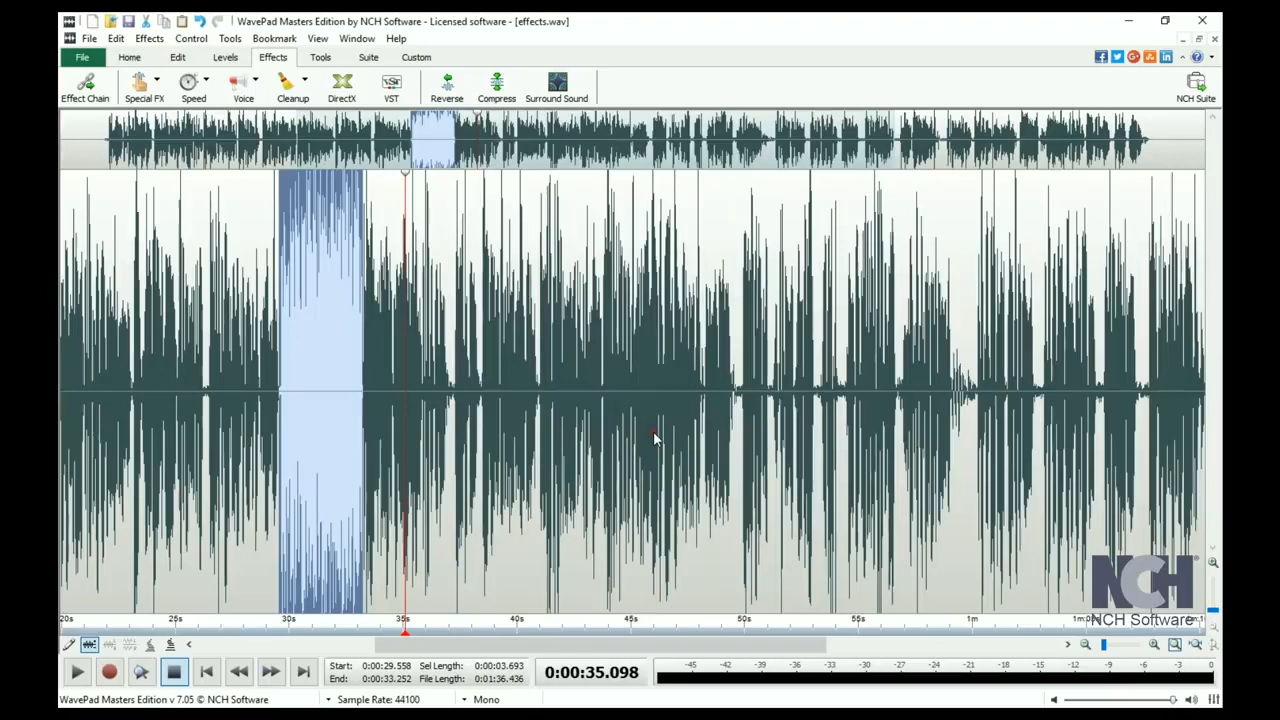 WavePad Masters Edition by NCH Software - Licensed software - [effects.wav]
File Edit Effects Control Tools Bookmark View Window Help
File Home Edit Levels Effects Tools Suite Custom
Effect Chain Special FX Speed Voice Cleanup DirectX VST Reverse Compress Surround Sound NCH Suite
NCH
NCH Software
20s 25s 30s 35s 40s 45s 50s 55s 1m
Start: 0:00:29.558 Sel Length: 0:00:03.693
End: 0:00:33.252 File Length: 0:01:36.436
0:00:35.098
-45 -42 -39 -36 -33 -30 -27 -24 -21 -18 -15 -12 -9 -6 -3 0
WavePad Masters Edition v 7.05 © NCH Software Sample Rate: 44100 Mono